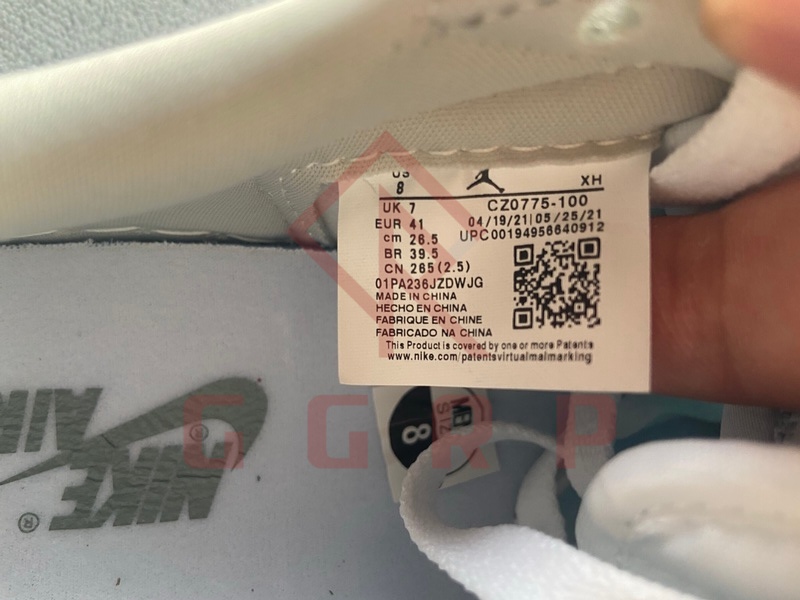 US
8
XH
UK 7
CZ0775-100
EUR 41
04/19/21|05/25/21
cm 26.5
UPC00194956640912
BR 39.5
CN 265(2.5)
01PA236JZDWJG
MADE IN CHINA
HECHO EN CHINA
FABRIQUE EN CHINE
FABRICADO NA CHINA
This Product is covered by one or more Patents
www.nike.com/patentsvirtualmalmarking
8
GGRP
AIR
NIKE
®
®